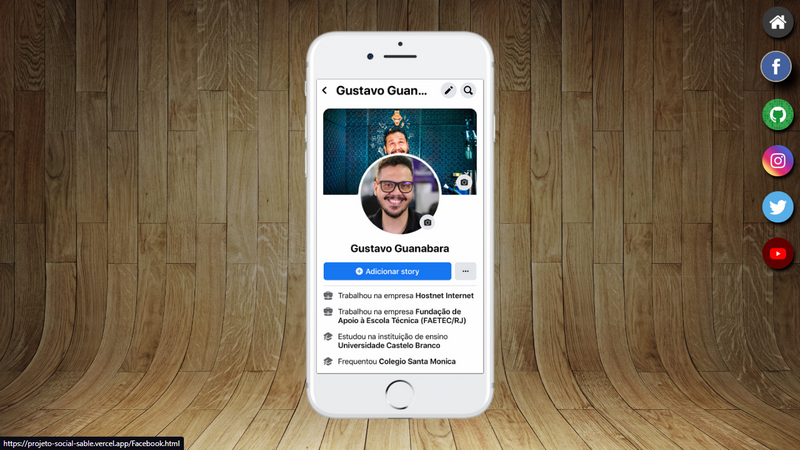 Gustavo Guan...
Gustavo Guanabara
Adicionar story
Trabalhou na empresa Hostnet Internet
Trabalhou na empresa Fundação de
Apoio à Escola Técnica (FAETEC/RJ)
Estudou na instituição de ensino
Universidade Castelo Branco
Frequentou Colegio Santa Monica
https://projeto-social-sable.vercel.app/Facebook.html